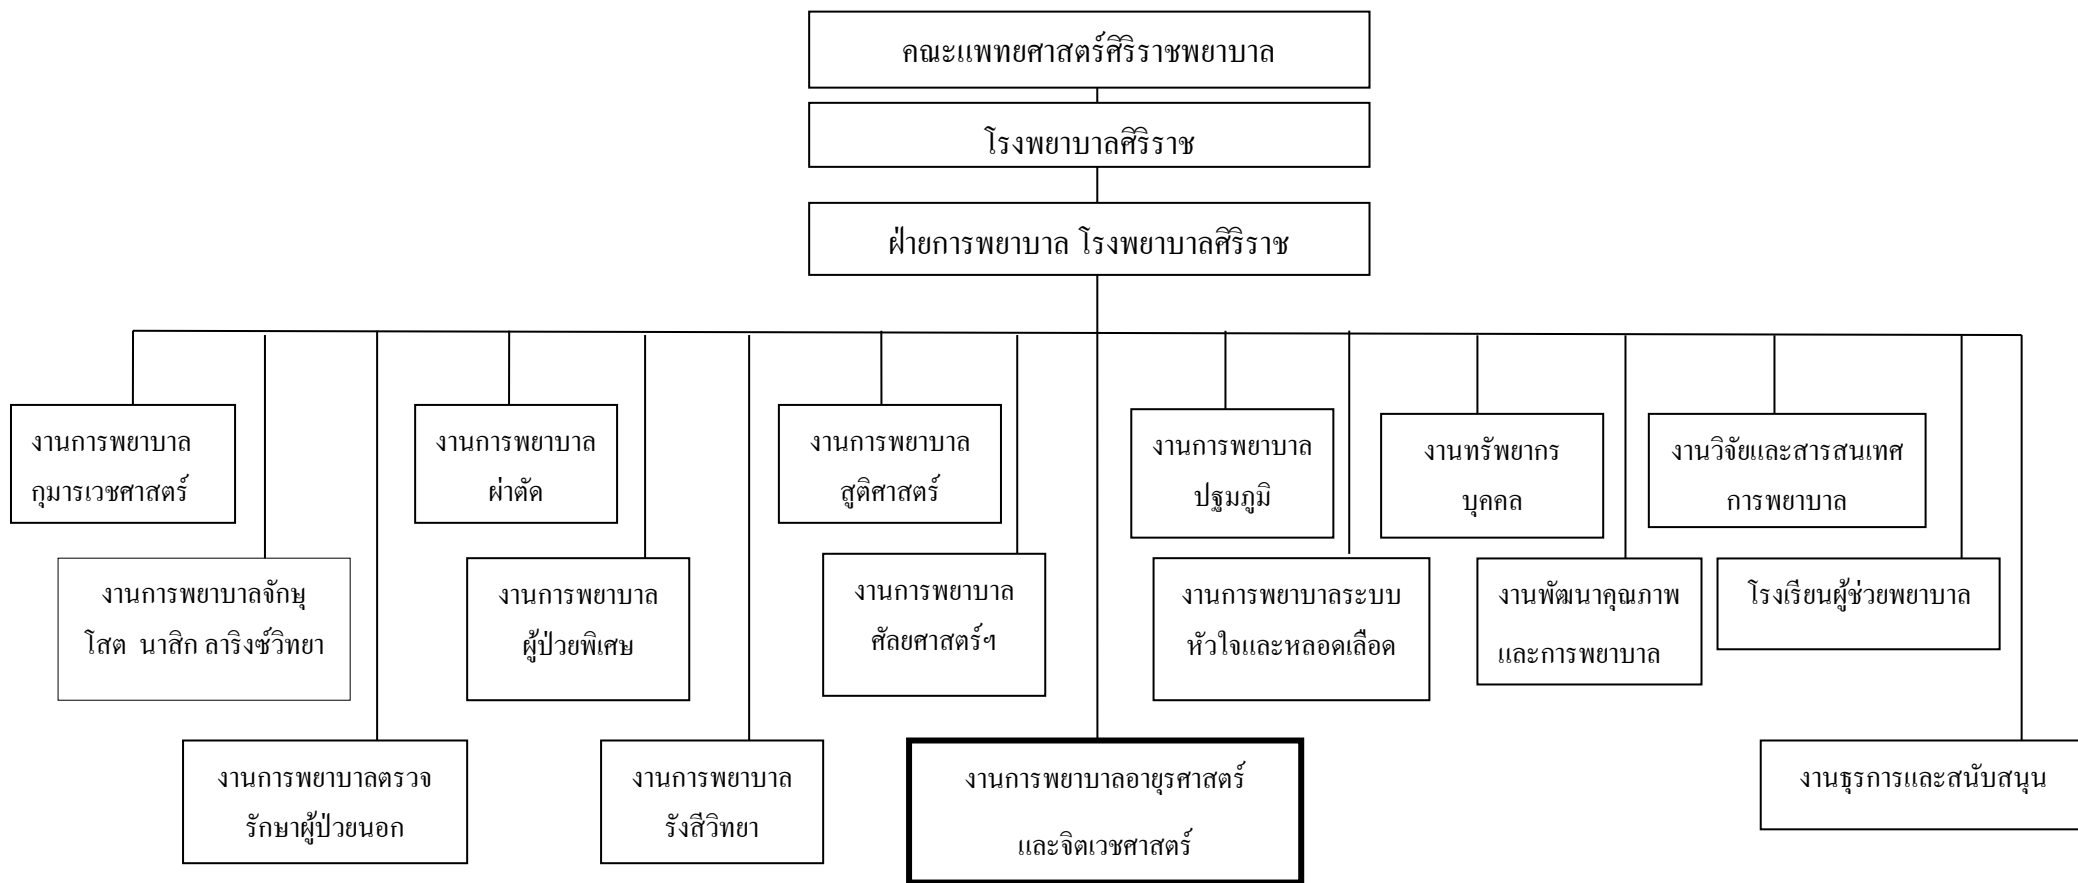 คณะแพทยศาสตร์ศิริราชพยาบาล
โรงพยาบาลศิริราช
ฝ่ายการพยาบาล โรงพยาบาลศิริราช
งานการพยาบาล
กุมารเวชศาสตร์
งานการพยาบาล
ผ่าตัด
งานการพยาบาล
สูติศาสตร์
งานการพยาบาล
ปฐมภูมิ
งานทรัพยากร
บุคคล
งานวิจัยและสารสนเทศ
การพยาบาล
งานการพยาบาลจักษุ
โสต นาสิก ลาริงซ์วิทยา
งานการพยาบาล
ผู้ป่วยพิเศษ
งานการพยาบาล
ศัลยศาสตร์ฯ
งานการพยาบาลระบบ
หัวใจและหลอดเลือด
งานพัฒนาคุณภาพ
และการพยาบาล
โรงเรียนผู้ช่วยพยาบาล
งานการพยาบาลตรวจ
รักษาผู้ป่วยนอก
งานการพยาบาล
รังสีวิทยา
งานการพยาบาลอายุรศาสตร์
และจิตเวชศาสตร์
งานธุรการและสนับสนุน